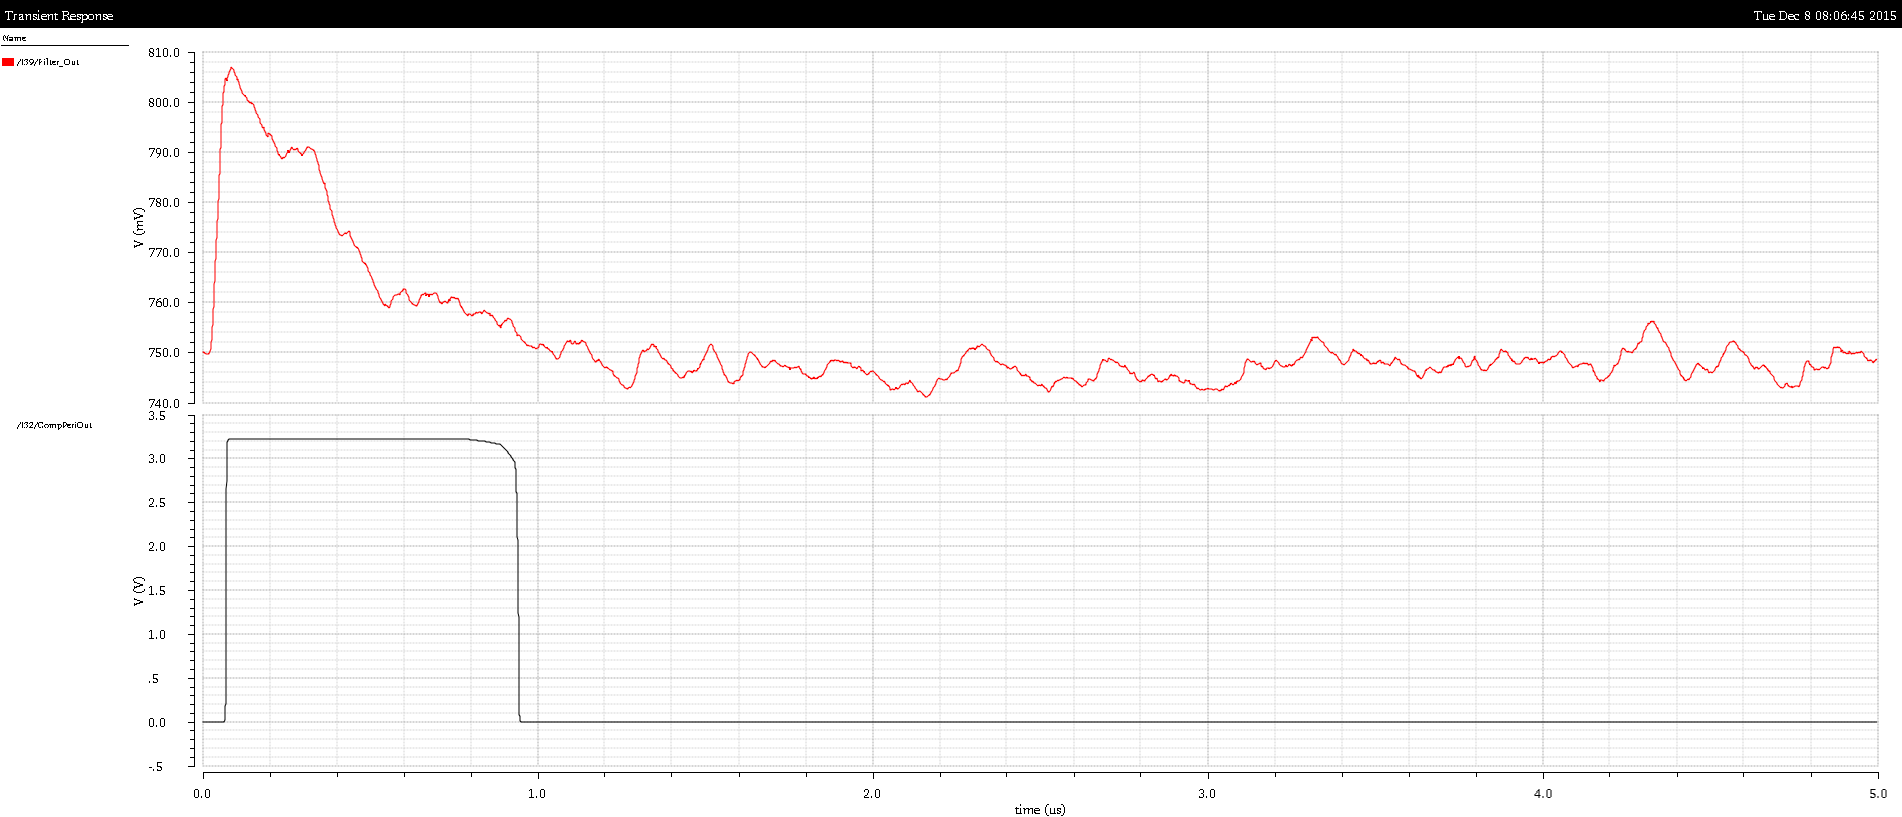 Transient Response
Tue Dec 8 08:06:45 2015
Name
/I39/Filter_Out
810.0
800.0
790.0
780.0
770.0
760.0
750.0
740.0
V (mV)
/I32/CompPeriOut
3.5
3.0
2.5
2.0
1.5
1.0
.5
0.0
-.5
V (V)
0.0 1.0 2.0 3.0 4.0 5.0
time (us)